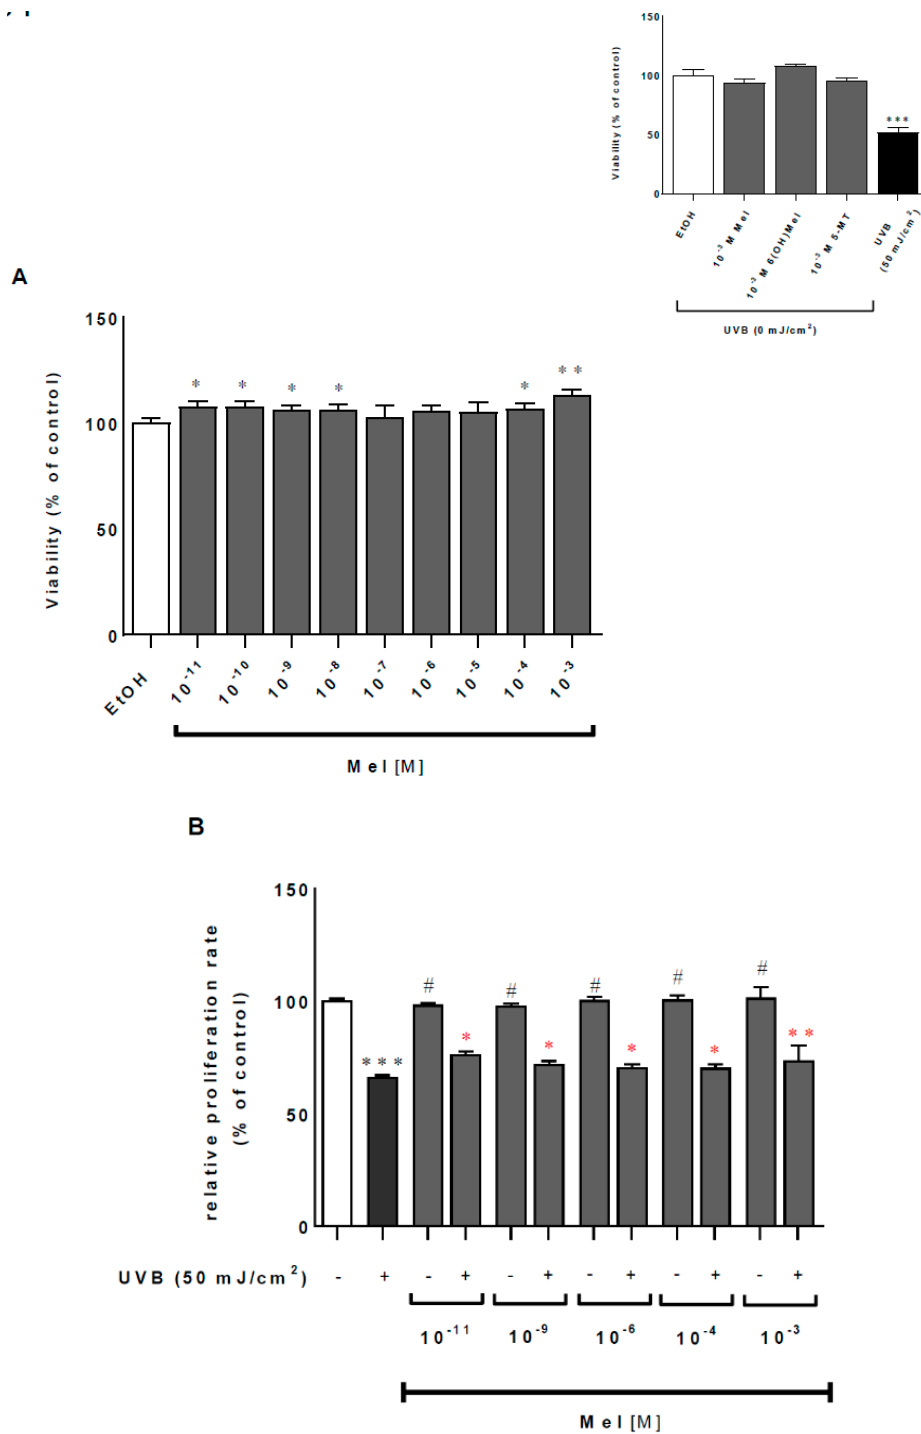 150
100
50
0
Viability (% of control)
***
EtOH
10⁻³ M Mel
10⁻³ M 6(OH)Mel
10⁻³ M 5-MT
UVB
(50 mJ/cm²)
UVB (0 mJ/cm²)
A
150
100
50
0
Viability (% of control)
* * * * * **
EtOH
10⁻¹¹
10⁻¹⁰
10⁻⁹
10⁻⁸
10⁻⁷
10⁻⁶
10⁻⁵
10⁻⁴
10⁻³
Mel [M]
B
150
100
50
0
relative proliferation rate
(% of control)
*** # * # * # * # * # **
UVB (50 mJ/cm²) - + - + - + - + - + - +
10⁻¹¹ 10⁻⁹ 10⁻⁶ 10⁻⁴ 10⁻³
Mel [M]